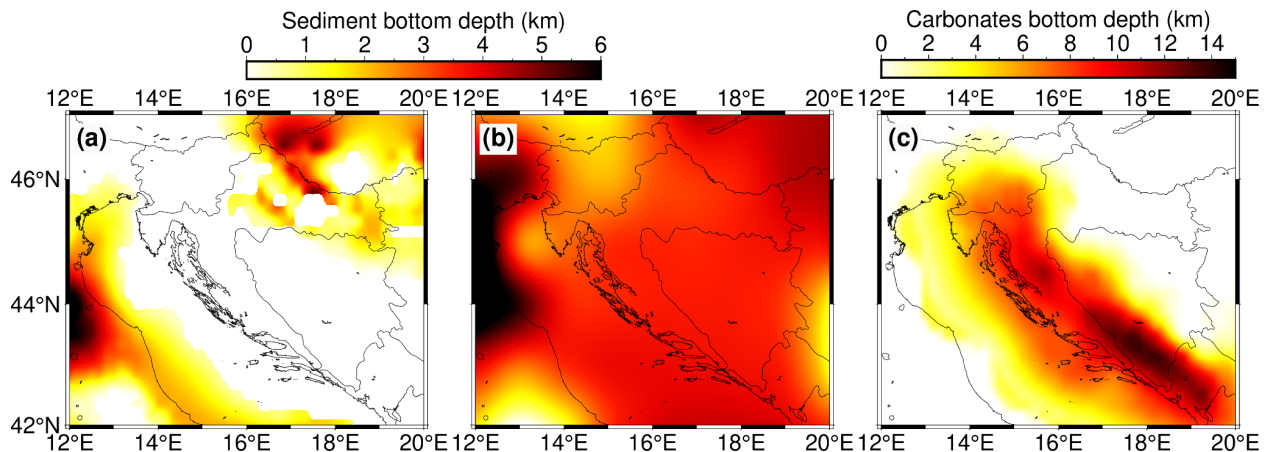 Sediment bottom depth (km)
0 1 2 3 4 5 6
Carbonates bottom depth (km)
0 2 4 6 8 10 12 14
12°E 14°E 16°E 18°E 20°E
12°E 14°E 16°E 18°E 20°E
12°E 14°E 16°E 18°E 20°E
(a) (b) (c)
46°N
44°N
42°N
12°E 14°E 16°E 18°E 20°E
12°E 14°E 16°E 18°E 20°E
12°E 14°E 16°E 18°E 20°E